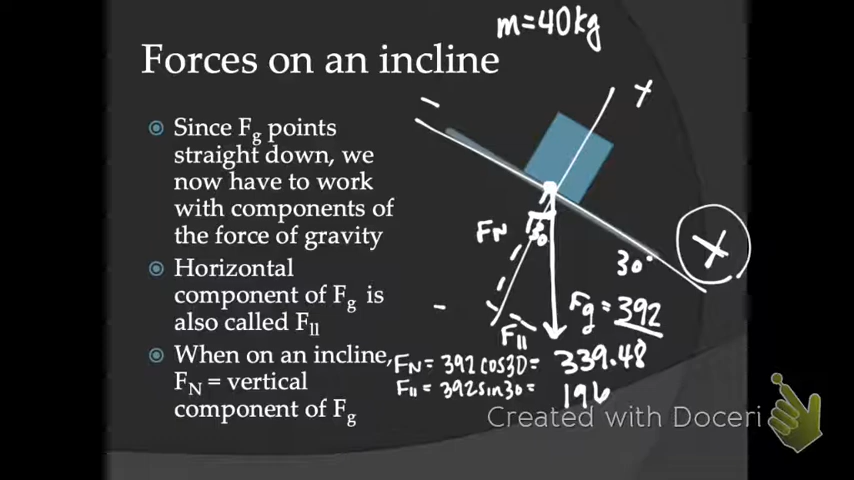 m=40kg
Forces on an incline
Since Fg points
straight down, we
now have to work
with components of
the force of gravity
Horizontal
component of Fg is
also called Fll
When on an incline,
FN = vertical
component of Fg
-
+
FN
30
30°
X
-
Fg = 392
F||
FN = 392cos30= 339.48
F|| = 392sin30= 196
Created with Doceri